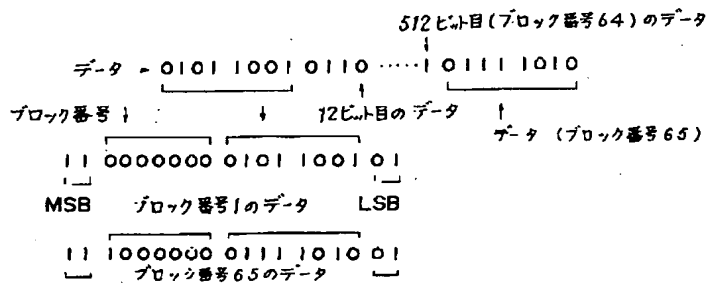 512ビット目(ブロック番号64)のデータ
データ - 0101 1001 0110 ····· 1 0111 1010
ブロック番号
12ビット目のデータ
データ (ブロック番号65)
11 0000000 0101 1001 01
MSB
ブロック番号1のデータ
LSB
11 1000000 0111 1010 01
ブロック番号65のデータ